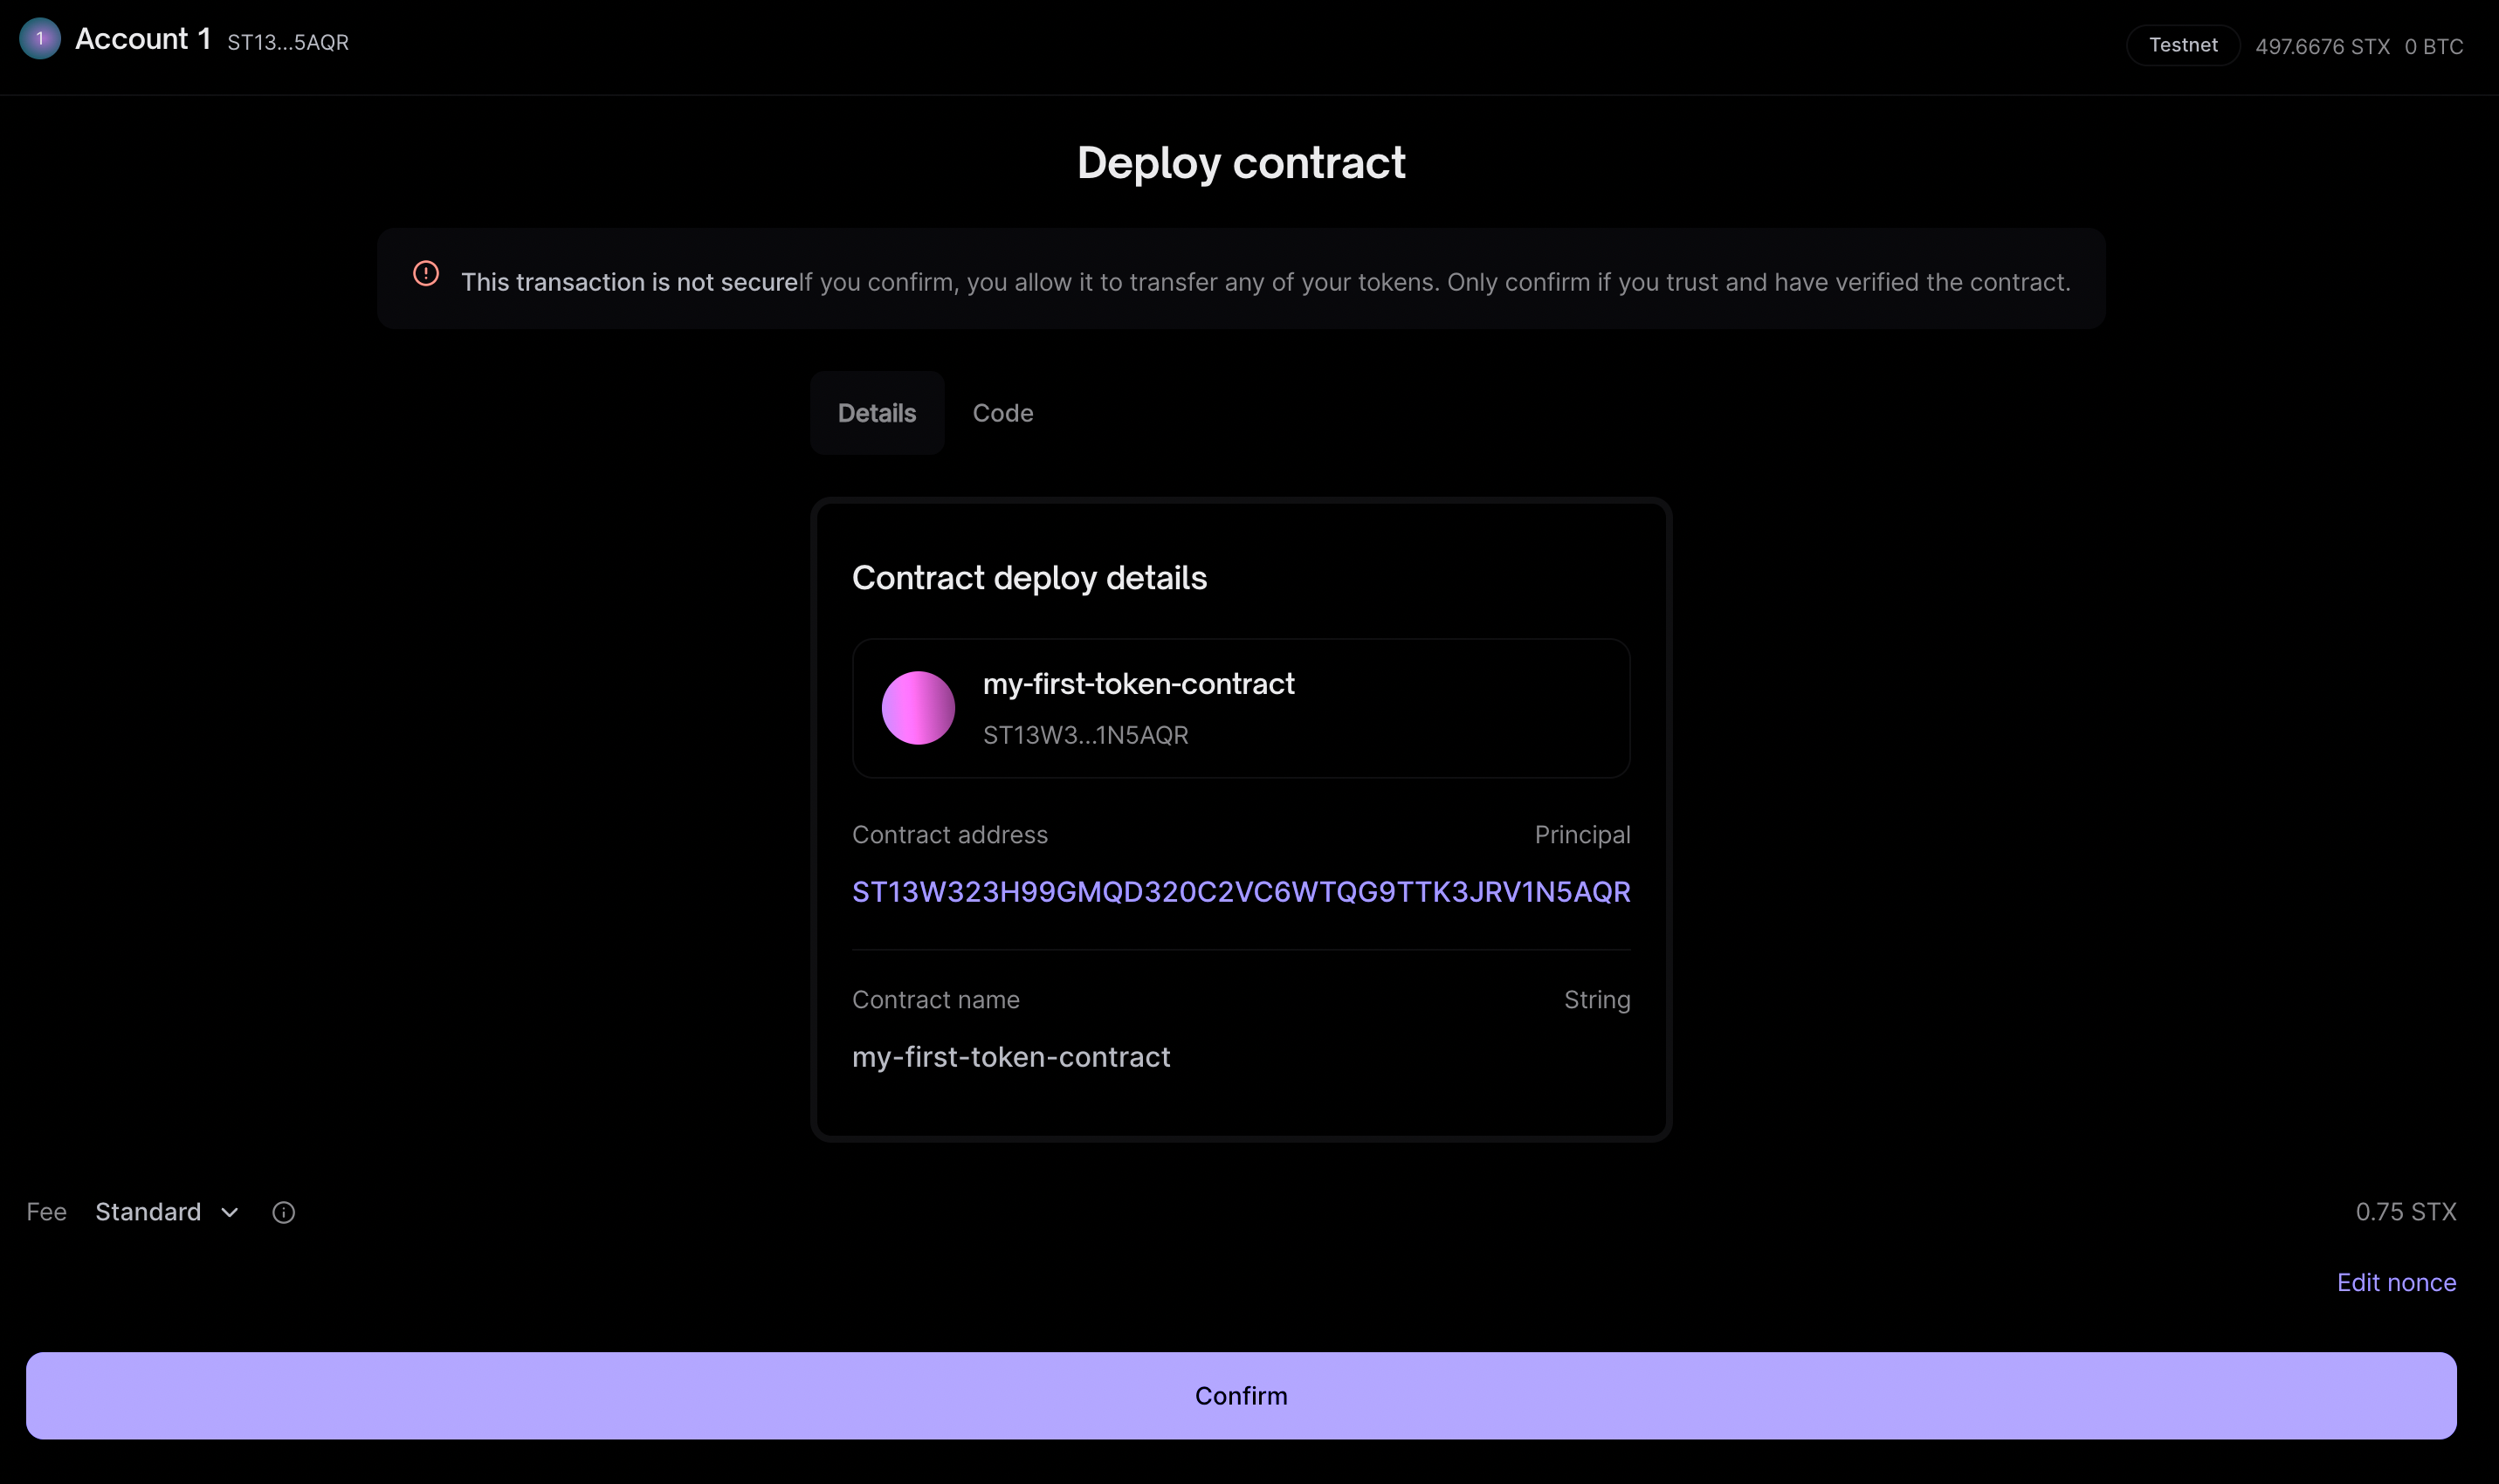 1 Account 1 ST13...5AQR Testnet 497.6676 STX 0 BTC
Deploy contract
This transaction is not secureIf you confirm, you allow it to transfer any of your tokens. Only confirm if you trust and have verified the contract.
Details Code
Contract deploy details
my-first-token-contract
ST13W3...1N5AQR
Contract address Principal
ST13W323H99GMQD320C2VC6WTQG9TTK3JRV1N5AQR
Contract name String
my-first-token-contract
Fee Standard 0.75 STX
Edit nonce
Confirm